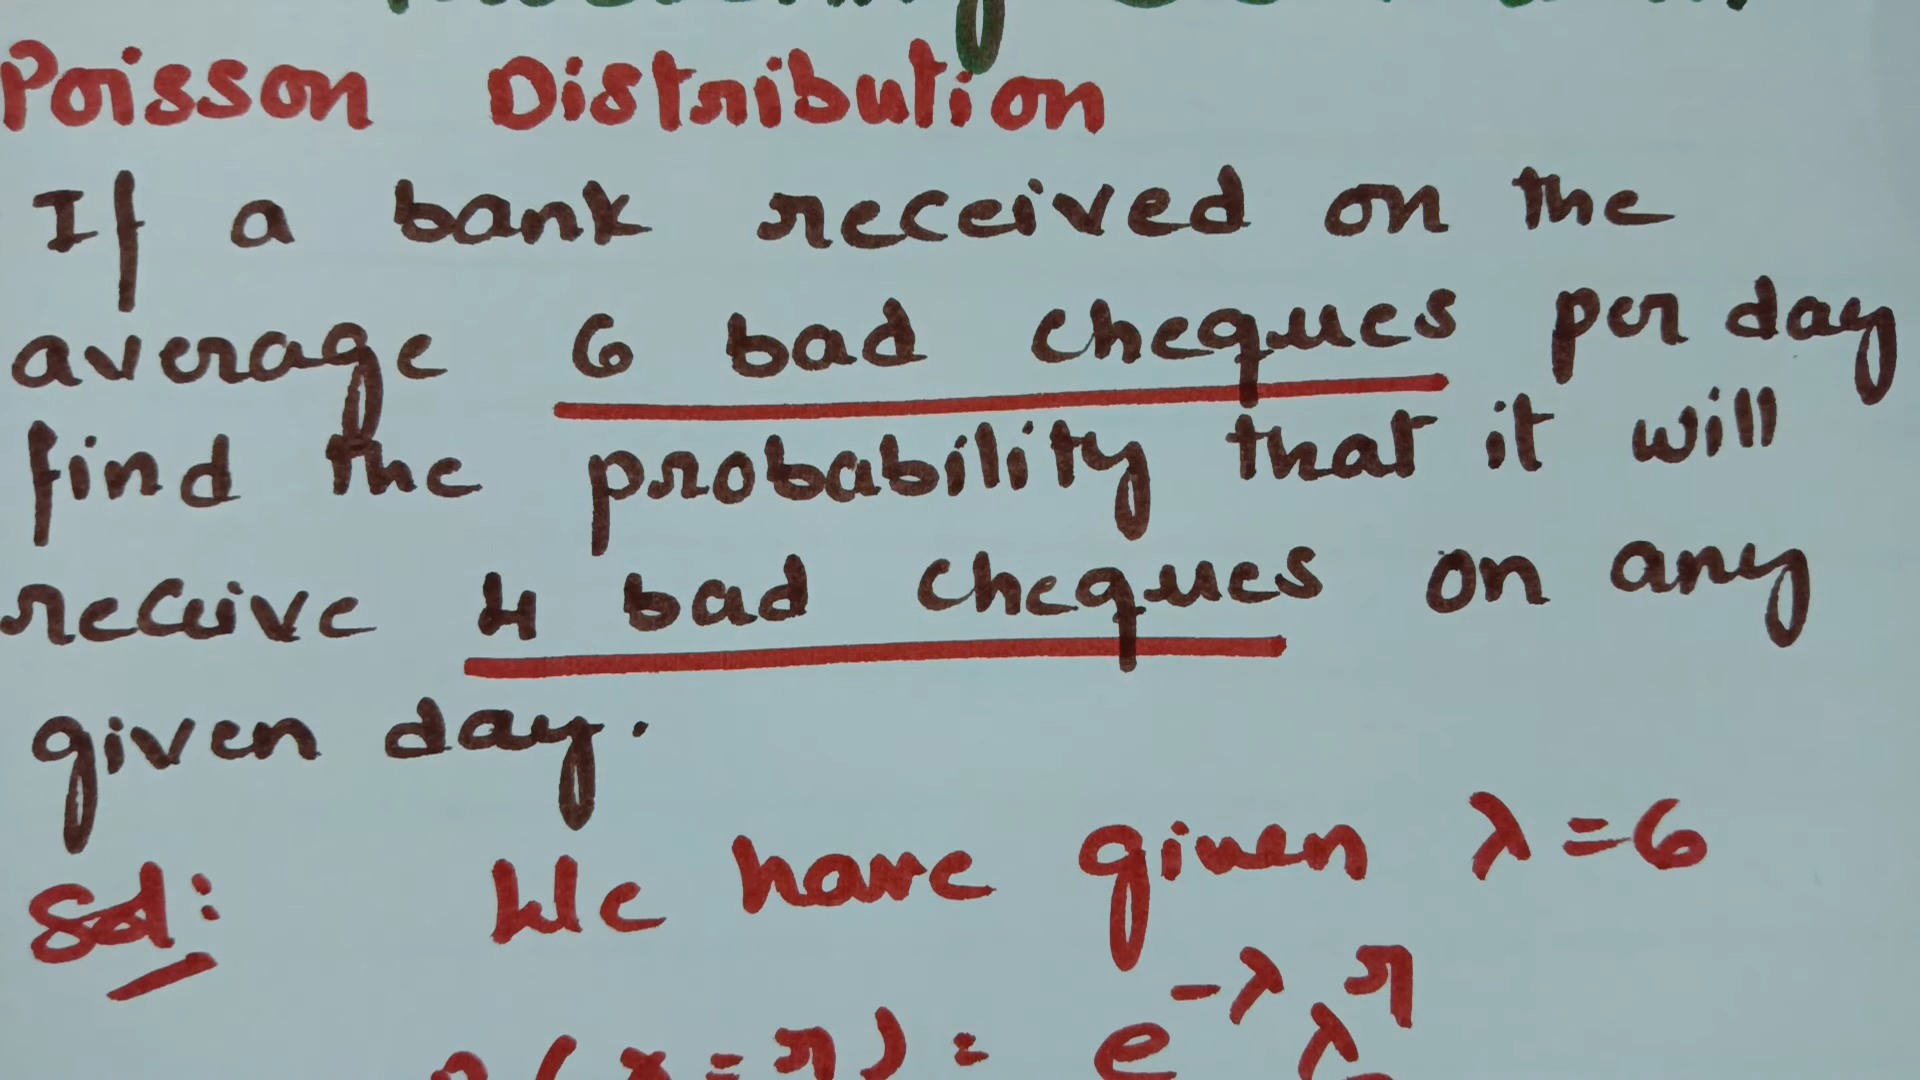 Poisson Distribution
If a bank received on the
average 6 bad cheques per day
find the probability that it will
receive 4 bad cheques on any
given day.
Sol: We have given λ=6
P(x=r) = e^-λ λ^r